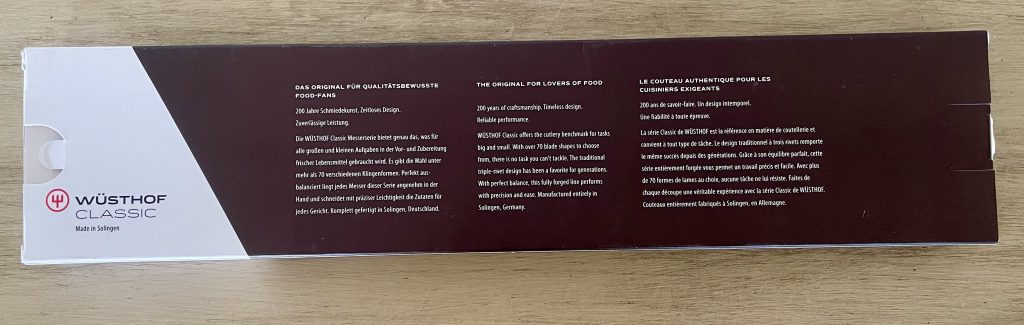 WÜSTHOF
CLASSIC
Made in Solingen
DAS ORIGINAL FÜR QUALITÄTSBEWUSSTE
FOOD-FANS
200 Jahre Schmiedekunst. Zeitloses Design.
Zuverlässige Leistung.
Die WÜSTHOF Classic Messerserie bietet genau das, was für
alle großen und kleinen Aufgaben in der Vor- und Zubereitung
frischer Lebensmittel gebraucht wird. Es gibt die Wahl unter
mehr als 70 verschiedenen Klingenformen. Perfekt aus-
balanciert liegt jedes Messer dieser Serie angenehm in der
Hand und schneidet mit präziser Leichtigkeit die Zutaten für
jedes Gericht. Komplett gefertigt in Solingen, Deutschland.
THE ORIGINAL FOR LOVERS OF FOOD
200 years of craftsmanship. Timeless design.
Reliable performance.
WÜSTHOF Classic offers the cutlery benchmark for tasks
big and small. With over 70 blade shapes to choose
from, there is no task you can't tackle. The traditional
triple-rivet design has been a favorite for generations.
With perfect balance, this fully forged line performs
with precision and ease. Manufactured entirely in
Solingen, Germany.
LE COUTEAU AUTHENTIQUE POUR LES
CUISINIERS EXIGEANTS
200 ans de savoir-faire. Un design intemporel.
Une fiabilité à toute épreuve.
La série Classic de WÜSTHOF est la référence en matière de coutellerie et
convient à tout type de tâche. Le design traditionnel à trois rivets remporte
le même succès depuis des générations. Grâce à son équilibre parfait, cette
série entièrement forgée vous permet un travail précis et facile. Avec plus
de 70 formes de lames au choix, aucune tâche ne lui résiste. Faites de
chaque découpe une véritable expérience avec la série Classic de WÜSTHOF.
Couteaux entièrement fabriqués à Solingen, en Allemagne.